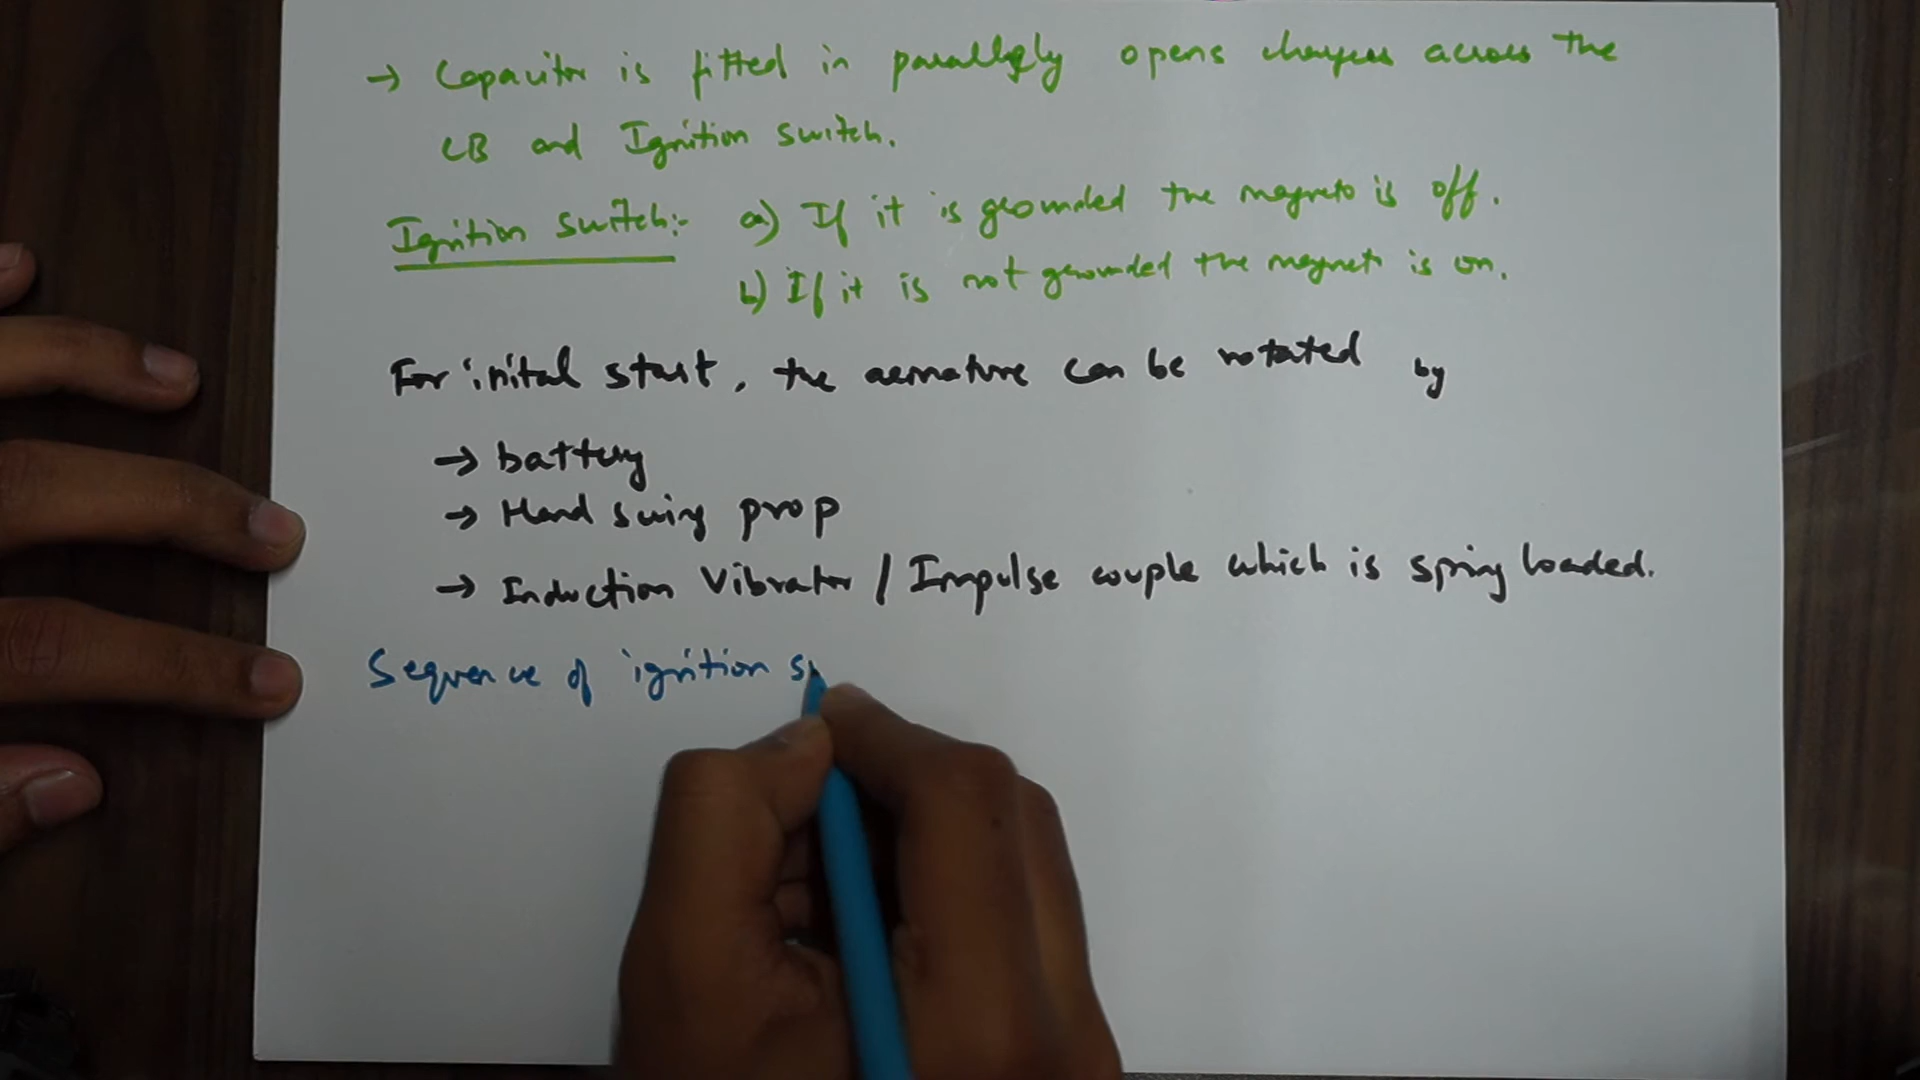 → Capacitor is fitted in parallely opens charges across the
CB and Ignition switch.
Ignition switch:- a) If it is grounded the magneto is off.
b) If it is not grounded the magneto is on.
For inital start, the armature can be rotated by
→ battery
→ Hand swing prop
→ Induction Vibrator / Impulse couple which is spring loaded.
Sequence of ignition s